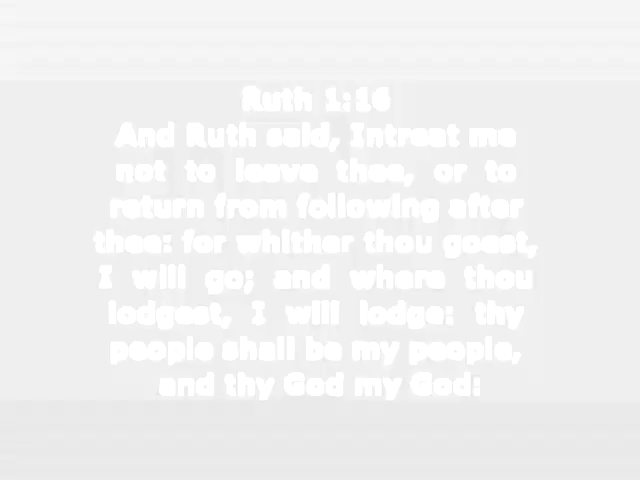 Ruth 1:16
And Ruth said, Intreat me
not to leave thee, or to
return from following after
thee: for whither thou goest,
I will go; and where thou
lodgest, I will lodge: thy
people shall be my people,
and thy God my God: